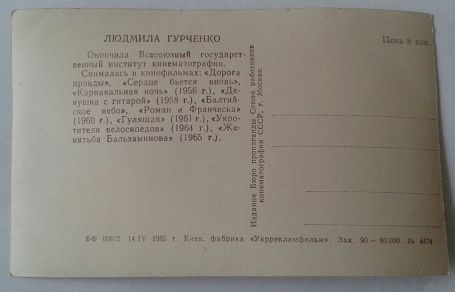 ЛЮДМИЛА ГУРЧЕНКО
Окончила Всесоюзный государст-
венный институт кинематографии.
Снималась в кинофильмах: «Дорога
правды», «Сердце бьется вновь»,
«Карнавальная ночь» (1956 г.), «Де-
вушка с гитарой» (1958 г.), «Балтий-
ское небо», «Роман и Франческа»
(1960 г.), «Гулящая» (1961 г.), «Укро-
тители велосипедов» (1964 г.), «Же-
нитьба Бальзаминова» (1965 г.).
Издание Бюро пропаганды Союза работников
кинематографии СССР, г. Москва.
Цена 8 коп.
БФ 00812 14.IV 1965 г. Киев, фабрика «Укррекламфильм». Зак. 90 — 80 000. № 4474